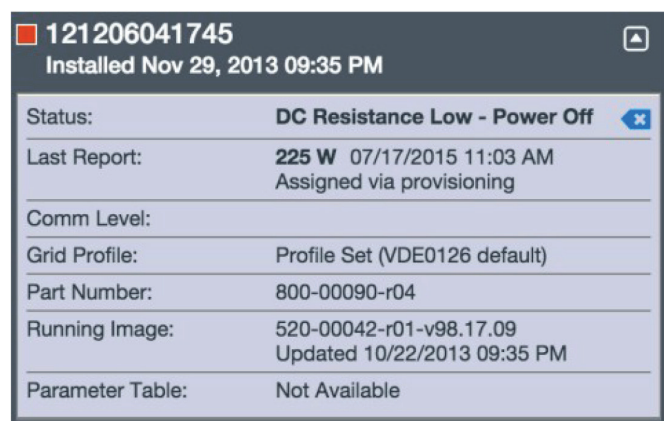 121206041745
Installed Nov 29, 2013 09:35 PM
Status: DC Resistance Low - Power Off
Last Report: 225 W 07/17/2015 11:03 AM
Assigned via provisioning
Comm Level:
Grid Profile: Profile Set (VDE0126 default)
Part Number: 800-00090-r04
Running Image: 520-00042-r01-v98.17.09
Updated 10/22/2013 09:35 PM
Parameter Table: Not Available